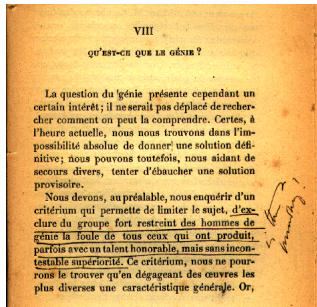 VIII
QU'EST-CE QUE LE GÉNIE ?
La question du génie présente cependant un
certain intérêt ; il ne serait pas déplacé de recher-
cher comment on peut la comprendre. Certes, à
l'heure actuelle, nous nous trouvons dans l'im-
possibilité absolue de donner une solution défi-
nitive ; nous pouvons toutefois, nous aidant de
secours divers, tenter d'ébaucher une solution
provisoire.
Nous devons, au préalable, nous enquérir d'un
critérium qui permette de limiter le sujet, d'ex-
clure du groupe fort restreint des hommes de
génie la foule de tous ceux qui ont produit,
parfois avec un talent honorable, mais sans incon-
testable supériorité. Ce critérium, nous ne pour-
rons le trouver qu'en dégageant des œuvres les
plus diverses une caractéristique générale. Or,